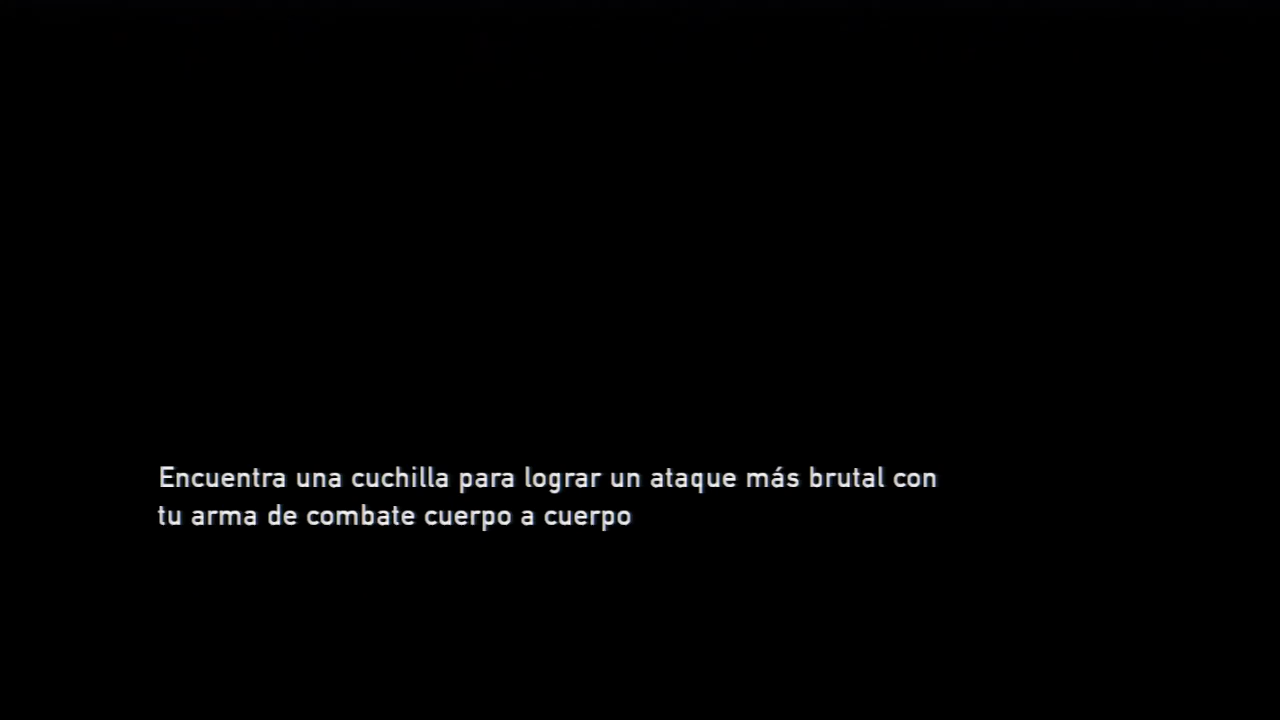 Encuentra una cuchilla para lograr un ataque más brutal con
tu arma de combate cuerpo a cuerpo